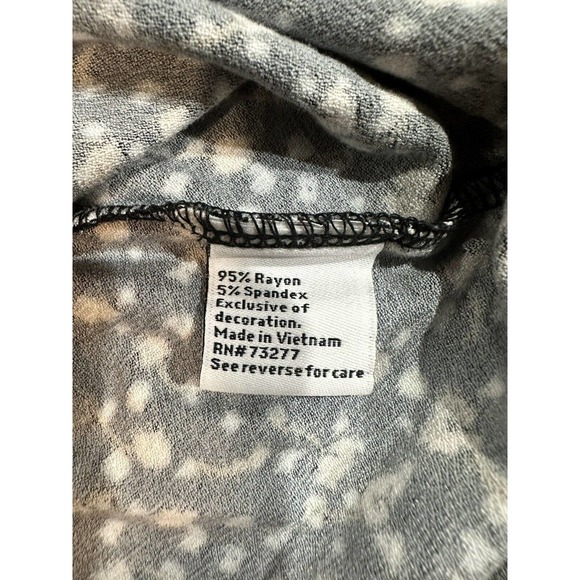 95% Rayon
5% Spandex
Exclusive of
decoration.
Made in Vietnam
RN#73277
See reverse for care